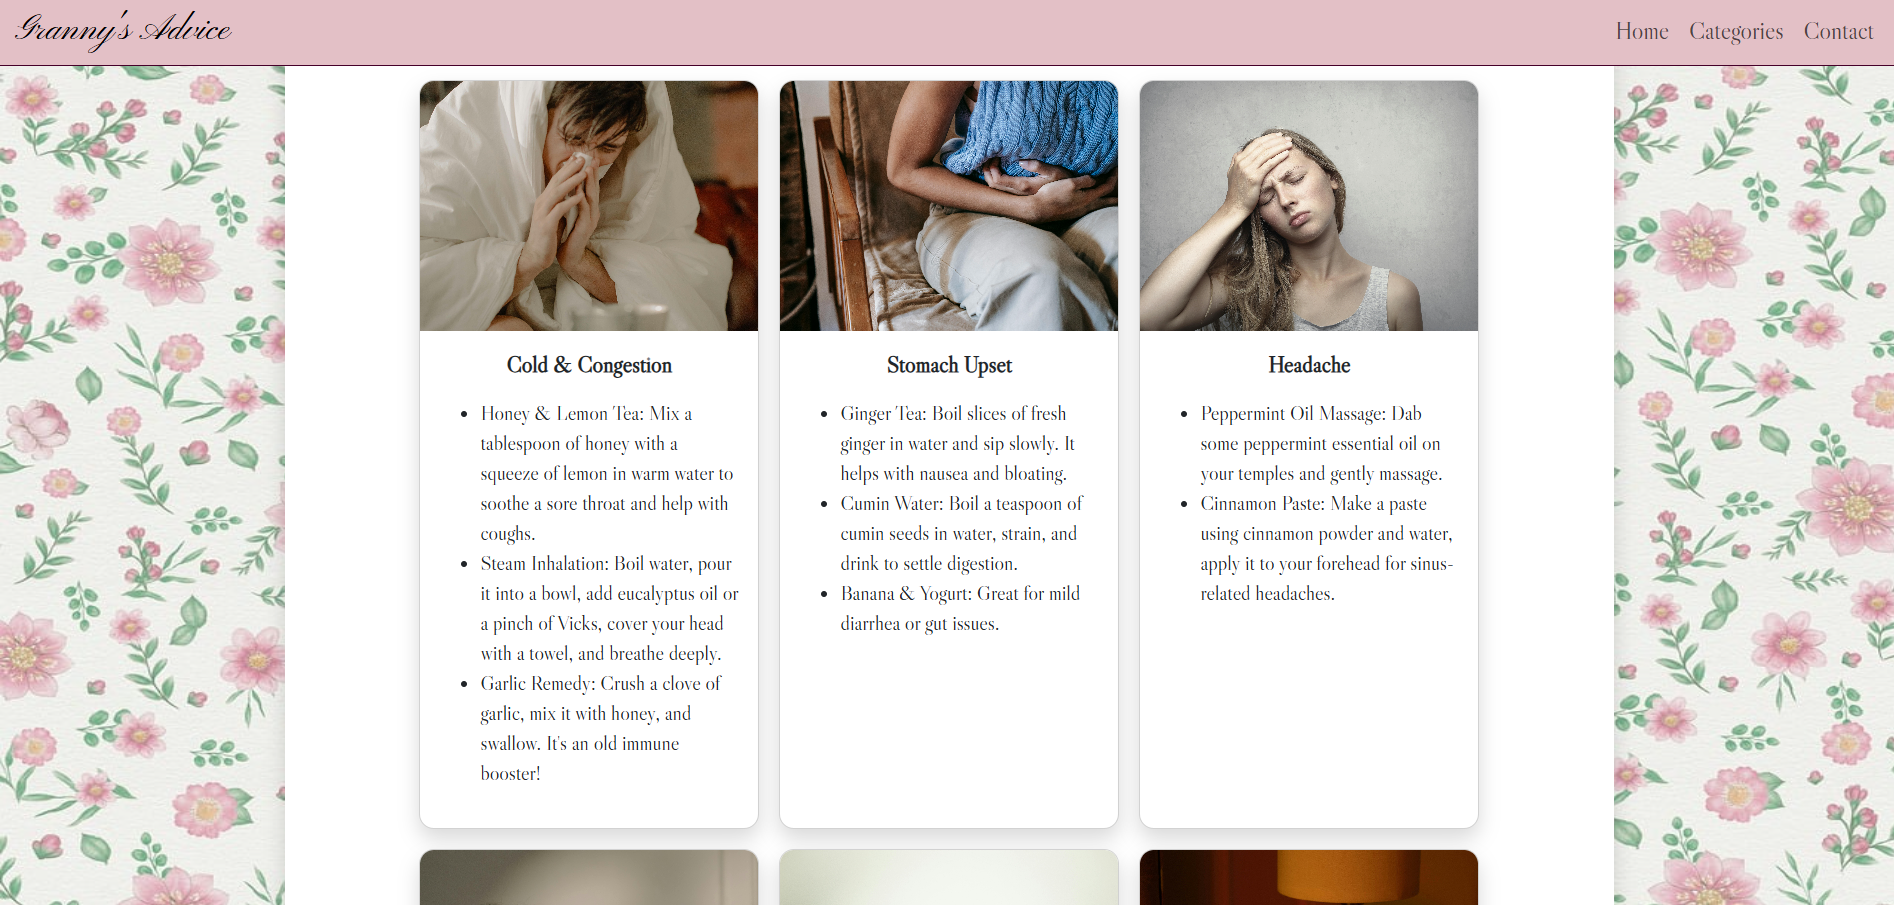 Granny's Advice
Home Categories Contact
Cold & Congestion
Honey & Lemon Tea: Mix a
tablespoon of honey with a
squeeze of lemon in warm water to
soothe a sore throat and help with
coughs.
Steam Inhalation: Boil water, pour
it into a bowl, add eucalyptus oil or
a pinch of Vicks, cover your head
with a towel, and breathe deeply.
Garlic Remedy: Crush a clove of
garlic, mix it with honey, and
swallow. It's an old immune
booster!
Stomach Upset
Ginger Tea: Boil slices of fresh
ginger in water and sip slowly. It
helps with nausea and bloating.
Cumin Water: Boil a teaspoon of
cumin seeds in water, strain, and
drink to settle digestion.
Banana & Yogurt: Great for mild
diarrhea or gut issues.
Headache
Peppermint Oil Massage: Dab
some peppermint essential oil on
your temples and gently massage.
Cinnamon Paste: Make a paste
using cinnamon powder and water,
apply it to your forehead for sinus-
related headaches.